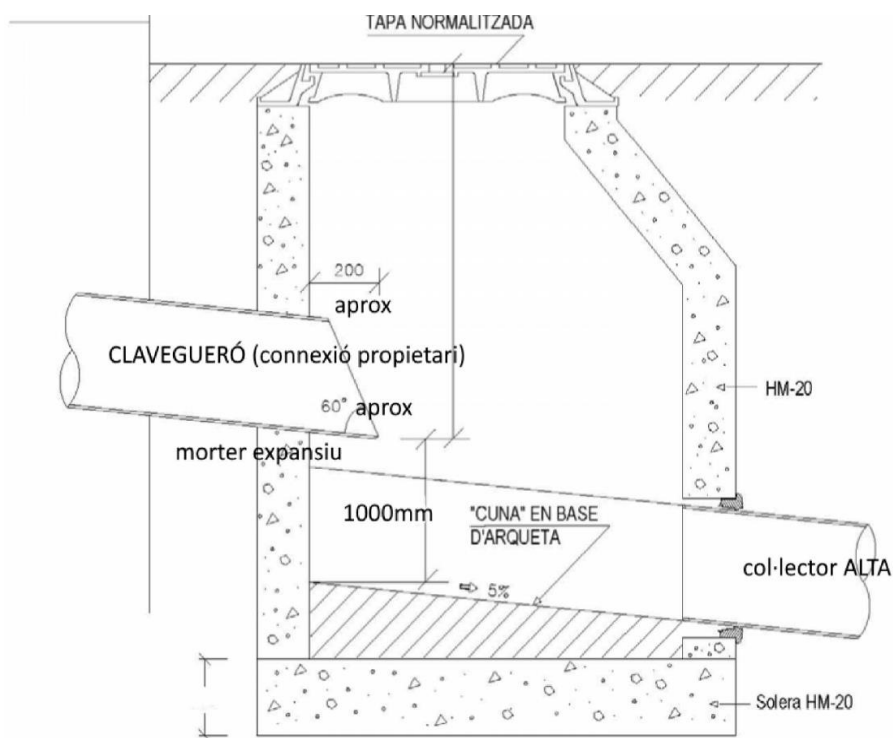 TAPA NORMALITZADA
200
aprox
CLAVEGUERÓ (connexió propietari)
60° aprox
HM-20
morter expansiu
1000mm
"CUNA" EN BASE
D'ARQUETA
5%
col·lector ALTA
Solera HM-20